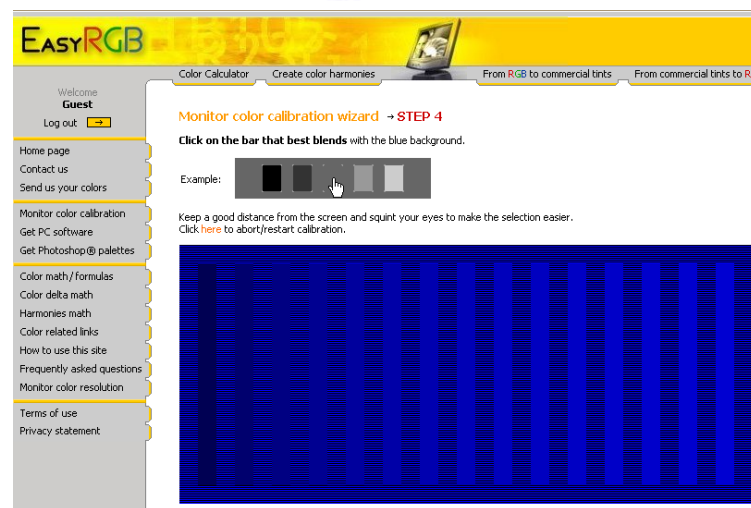 EasyRGB
Color Calculator
Create color harmonies
From RGB to commercial tints
From commercial tints to R
Welcome
Guest
Log out →
Home page
Contact us
Send us your colors
Monitor color calibration
Get PC software
Get Photoshop® palettes
Color math / formulas
Color delta math
Harmonies math
Color related links
How to use this site
Frequently asked questions
Monitor color resolution
Terms of use
Privacy statement
Monitor color calibration wizard → STEP 4
Click on the bar that best blends with the blue background.
Example:
Keep a good distance from the screen and squint your eyes to make the selection easier.
Click here to abort/restart calibration.